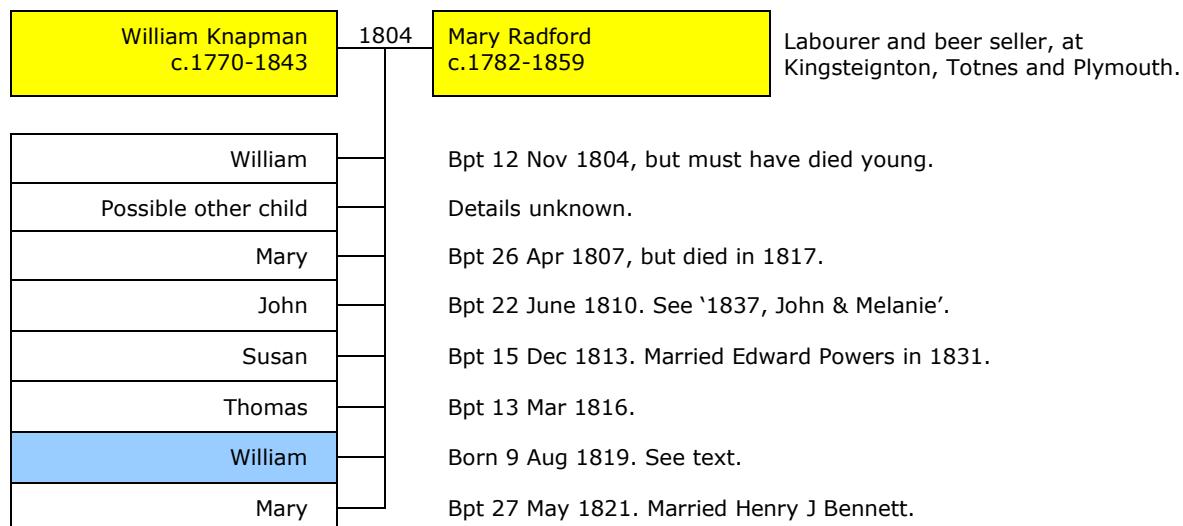 William Knapman
c.1770-1843
1804
Mary Radford
c.1782-1859
Labourer and beer seller, at
Kingsteignton, Totnes and Plymouth.
William
Bpt 12 Nov 1804, but must have died young.
Possible other child
Details unknown.
Mary
Bpt 26 Apr 1807, but died in 1817.
John
Bpt 22 June 1810. See ‘1837, John & Melanie’.
Susan
Bpt 15 Dec 1813. Married Edward Powers in 1831.
Thomas
Bpt 13 Mar 1816.
William
Born 9 Aug 1819. See text.
Mary
Bpt 27 May 1821. Married Henry J Bennett.